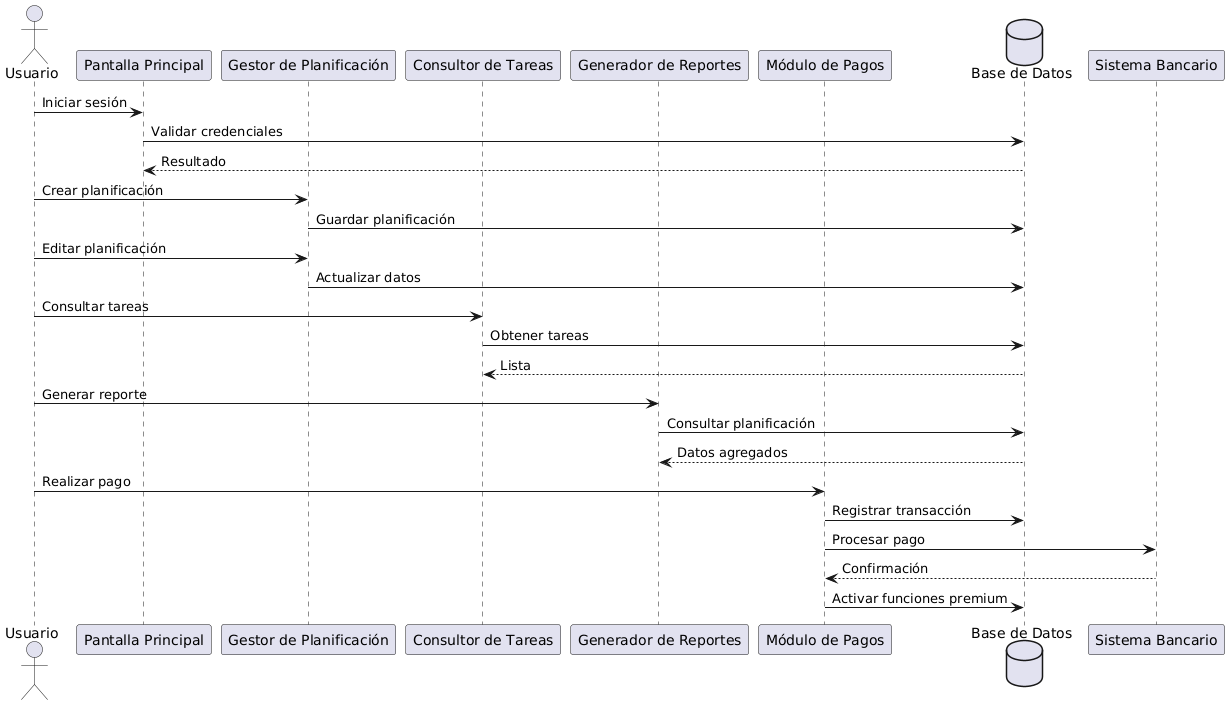 Usuario
Pantalla Principal
Gestor de Planificación
Consultor de Tareas
Generador de Reportes
Módulo de Pagos
Base de Datos
Sistema Bancario
Iniciar sesión
Validar credenciales
Resultado
Crear planificación
Guardar planificación
Editar planificación
Actualizar datos
Consultar tareas
Obtener tareas
Lista
Generar reporte
Consultar planificación
Datos agregados
Realizar pago
Registrar transacción
Procesar pago
Confirmación
Activar funciones premium
Usuario
Pantalla Principal
Gestor de Planificación
Consultor de Tareas
Generador de Reportes
Módulo de Pagos
Base de Datos
Sistema Bancario